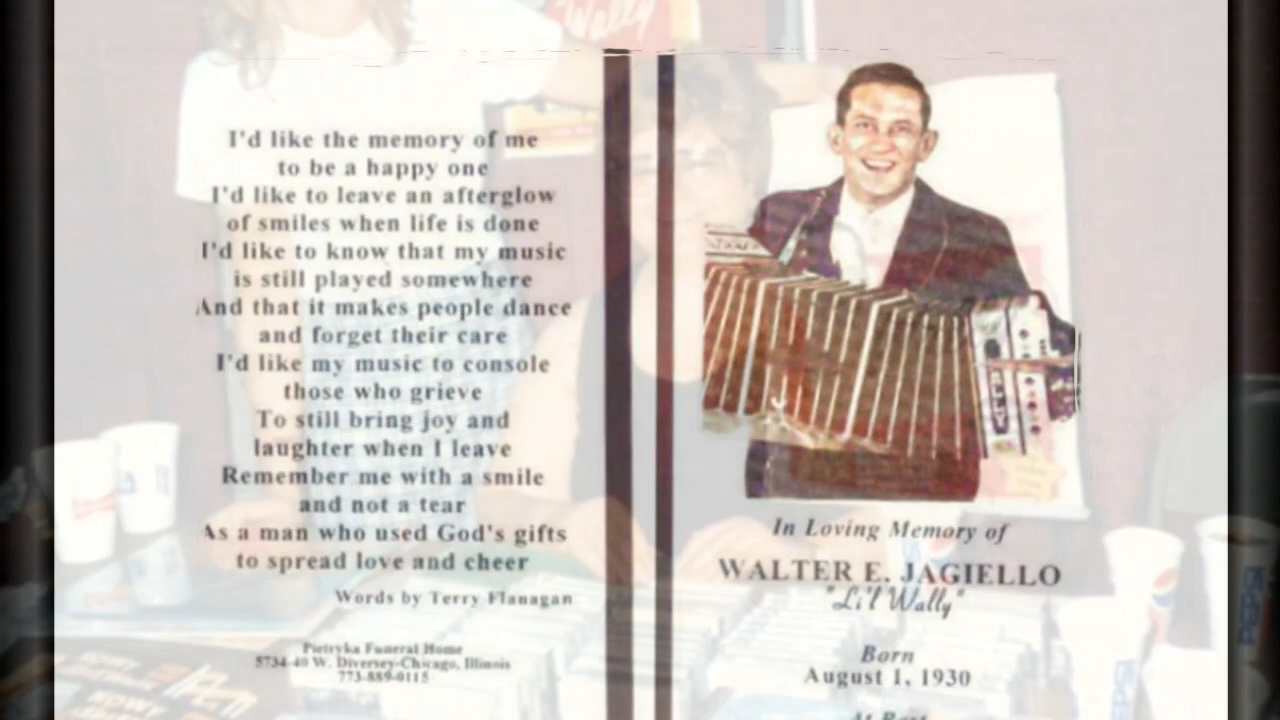 Wally
I'd like the memory of me
to be a happy one
I'd like to leave an afterglow
of smiles when life is done
I'd like to know that my music
is still played somewhere
And that it makes people dance
and forget their care
I'd like my music to console
those who grieve
To still bring joy and
laughter when I leave
Remember me with a smile
and not a tear
As a man who used God's gifts
to spread love and cheer
Words by Terry Flanagan
Pietryka Funeral Home
5734-40 W. Diversey-Chicago, Illinois
773-889-0115
In Loving Memory of
WALTER E. JAGIELLO
"Li'l Wally"
Born
August 1, 1930
At Rest
PEPSI
PEPSI